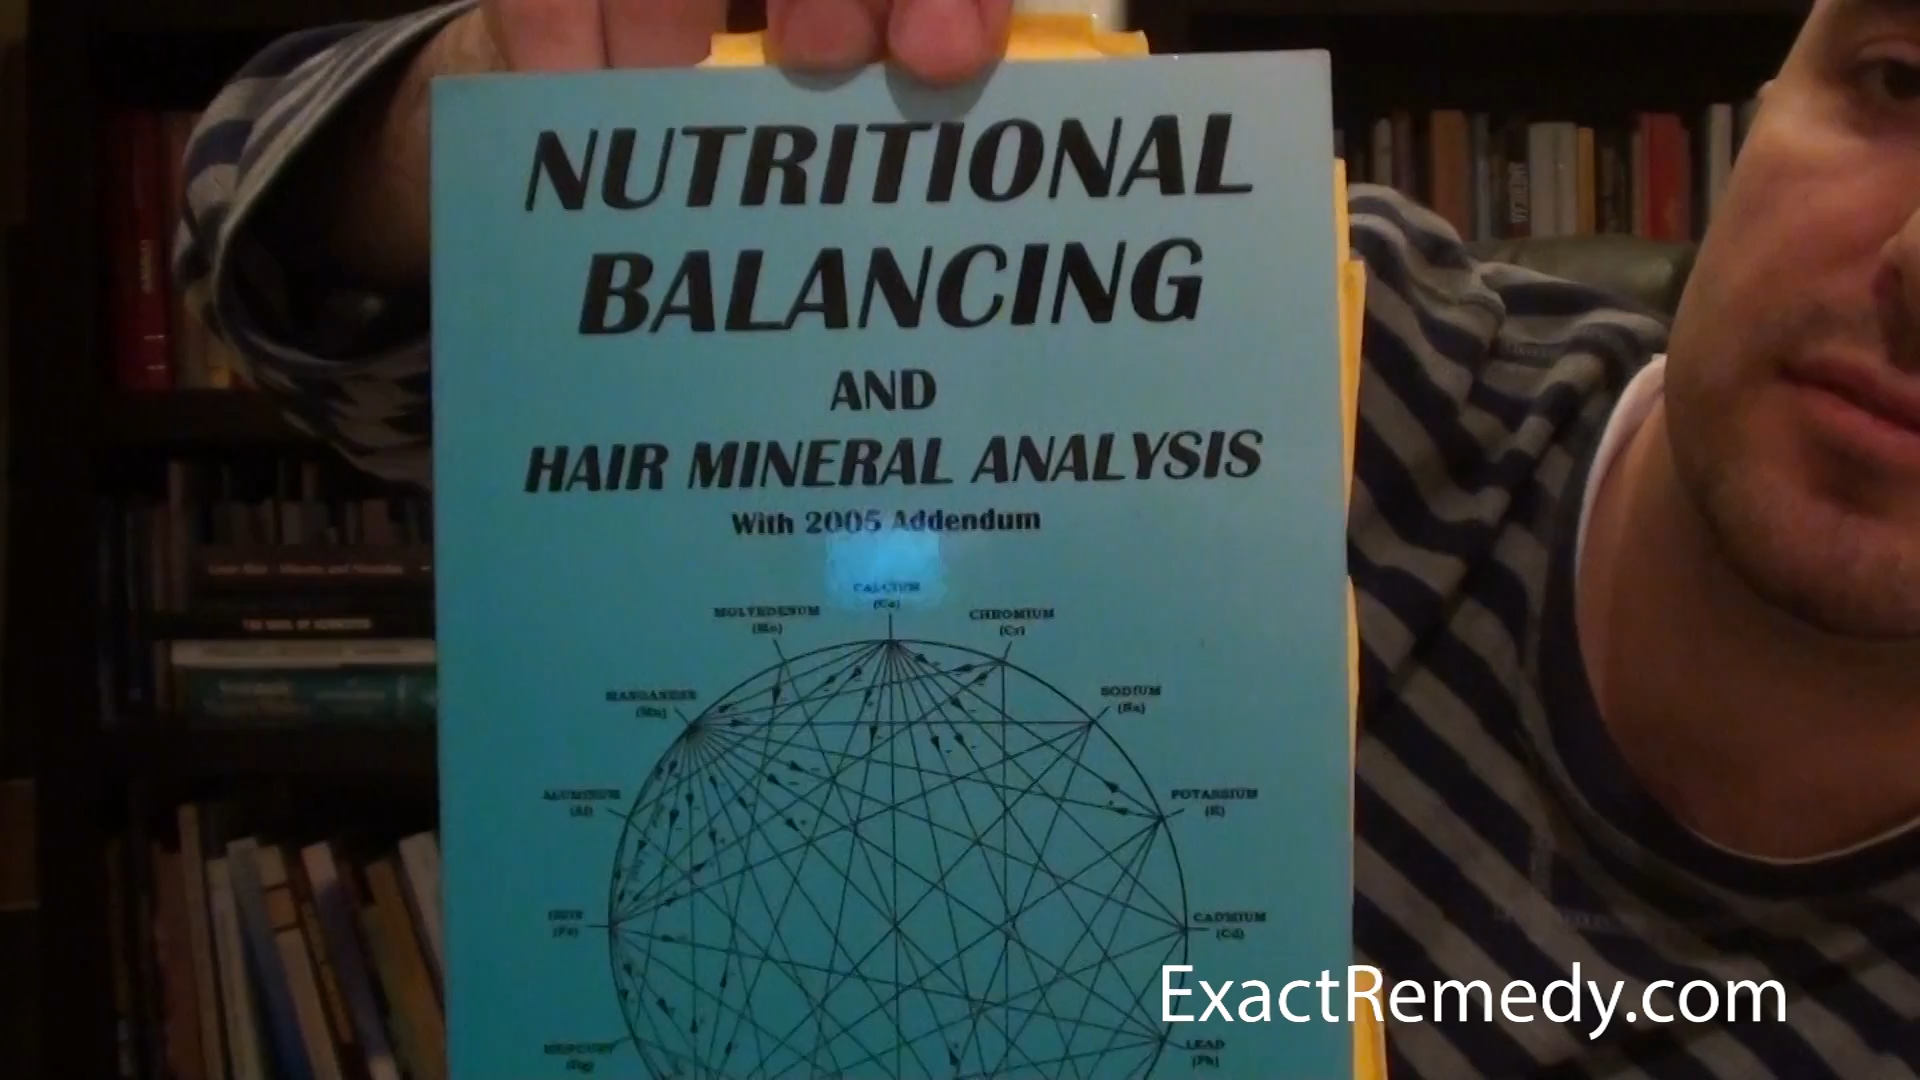 NUTRITIONAL
BALANCING
AND
HAIR MINERAL ANALYSIS
With 2005 Addendum
CALCIUM
(Ca)
MOLYBDENUM
(Mo)
CHROMIUM
(Cr)
MANGANESE
(Mn)
SODIUM
(Na)
ALUMINUM
(Al)
POTASSIUM
(K)
IRON
(Fe)
CADMIUM
(Cd)
MERCURY
(Hg)
LEAD
(Pb)
ExactRemedy.com